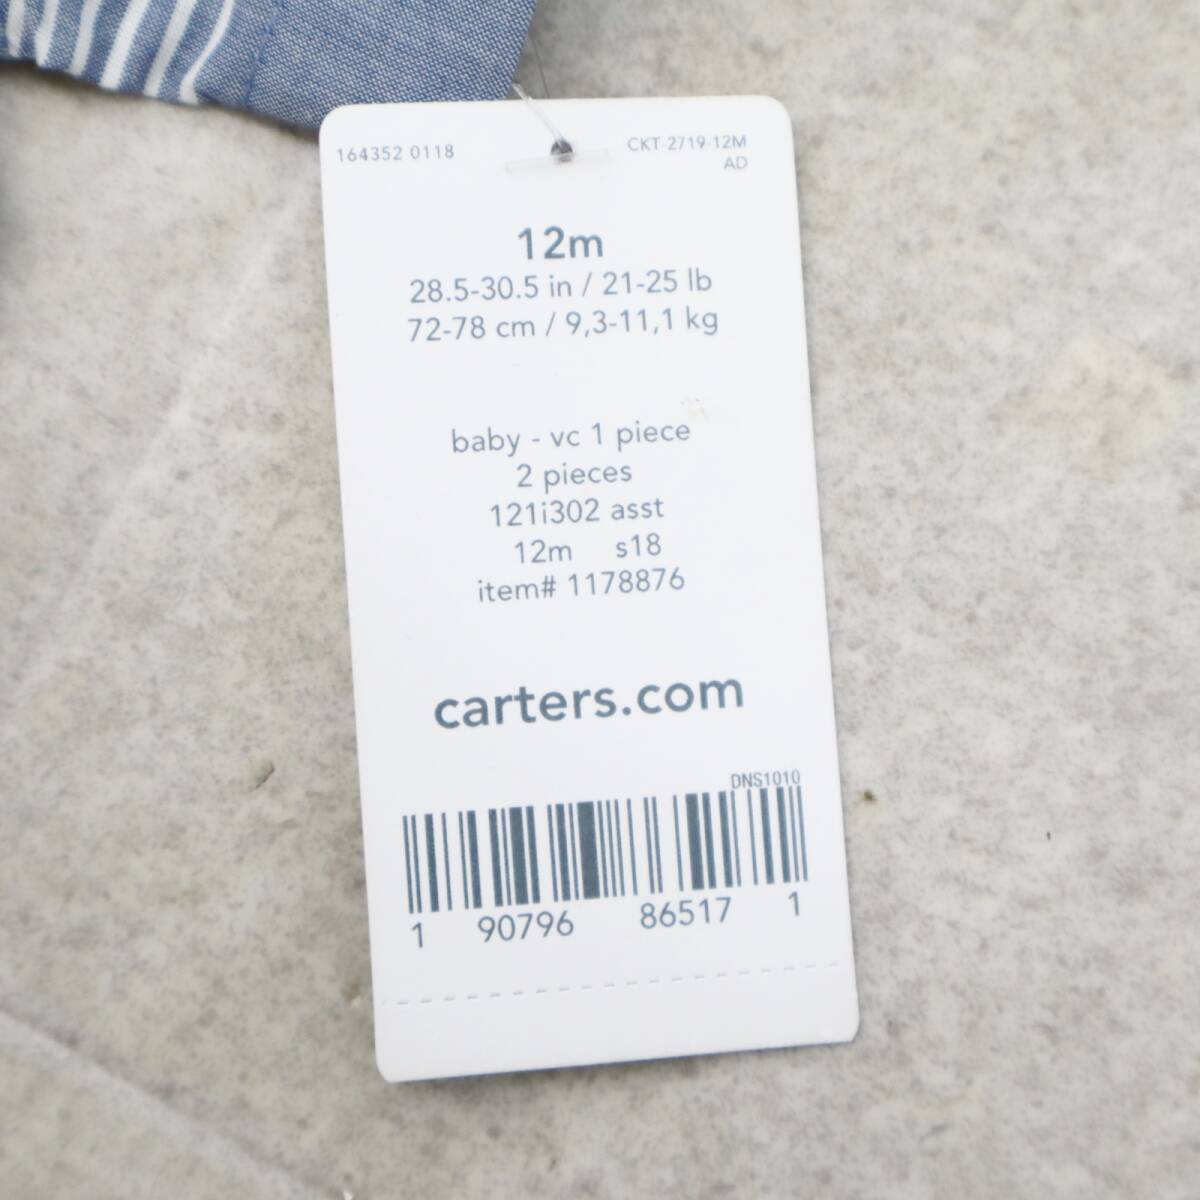 164352 0118
CKT-2719-12M
AD
12m
28.5-30.5 in / 21-25 lb
72-78 cm / 9,3-11,1 kg
baby - vc 1 piece
2 pieces
121i302 asst
12m s18
item# 1178876
carters.com
DNS1010
1 90796 86517 1